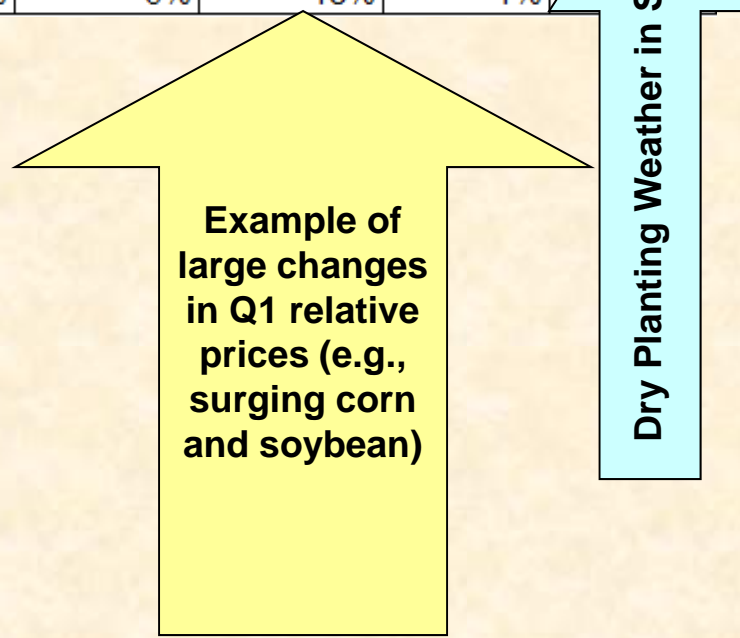 Example of
large changes
in Q1 relative
prices (e.g.,
surging corn
and soybean)
Dry Planting Weather in